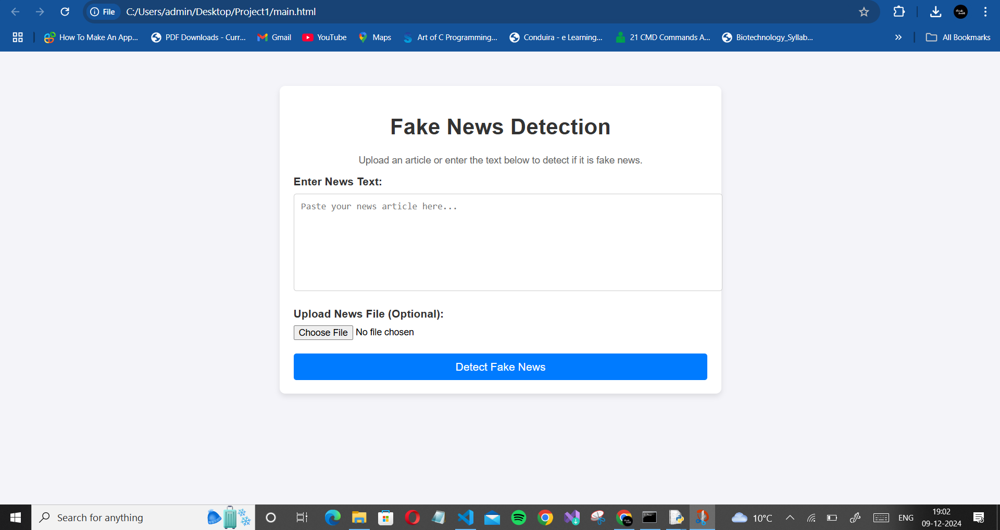 File C:/Users/admin/Desktop/Project1/main.html
How To Make An App... PDF Downloads - Curr... Gmail YouTube Maps Art of C Programming... Conduira - e Learning... 21 CMD Commands A... Biotechnology_Syllab... » All Bookmarks
Fake News Detection
Upload an article or enter the text below to detect if it is fake news.
Enter News Text:
Paste your news article here...
Upload News File (Optional):
Choose File No file chosen
Detect Fake News
Search for anything
10°C
ENG
19:02
09-12-2024